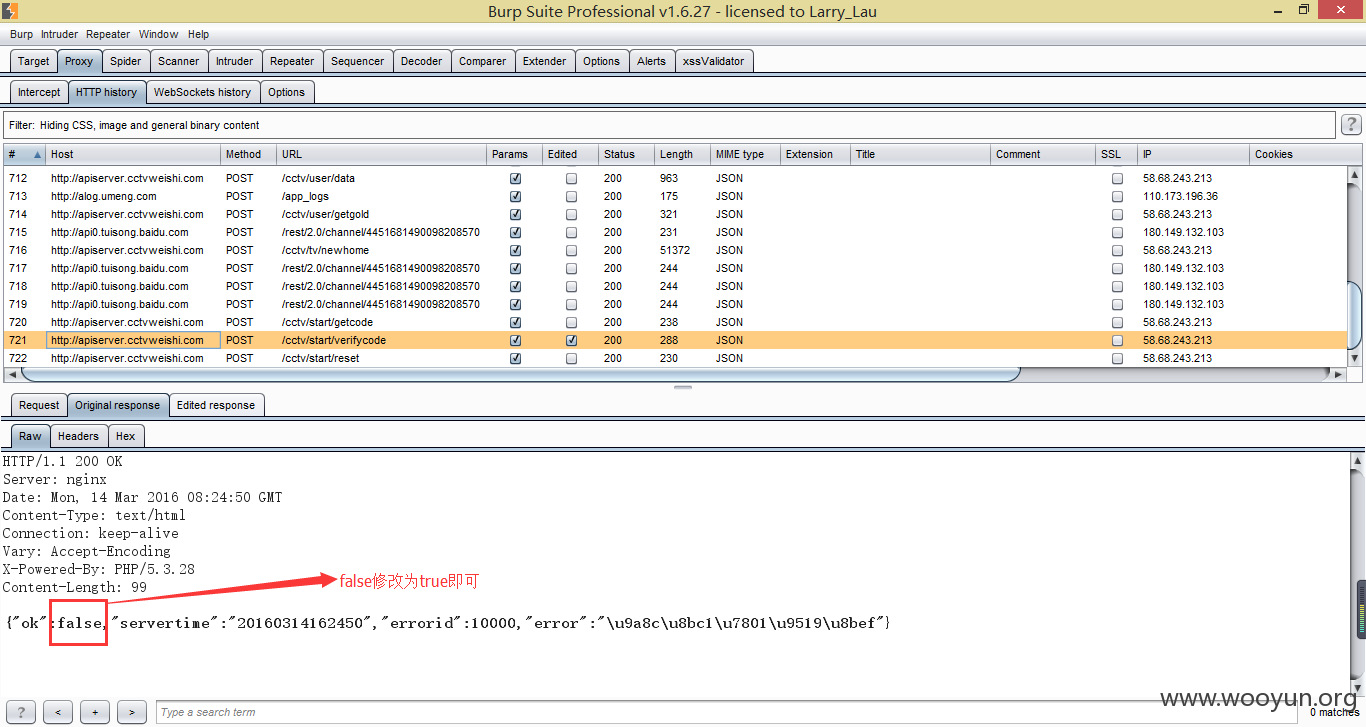 Burp Suite Professional v1.6.27 - licensed to Larry_Lau
Burp Intruder Repeater Window Help
Target Proxy Spider Scanner Intruder Repeater Sequencer Decoder Comparer Extender Options Alerts xssValidator
Intercept HTTP history WebSockets history Options
Filter: Hiding CSS, image and general binary content ?
# Host Method URL Params Edited Status Length MIME type Extension Title Comment SSL IP Cookies
712 http://apiserver.cctvweishi.com POST /cctv/user/data 200 963 JSON 58.68.243.213
713 http://alog.umeng.com POST /app_logs 200 175 JSON 110.173.196.36
714 http://apiserver.cctvweishi.com POST /cctv/user/getgold 200 321 JSON 58.68.243.213
715 http://api0.tuisong.baidu.com POST /rest/2.0/channel/4451681490098208570 200 231 JSON 180.149.132.103
716 http://apiserver.cctvweishi.com POST /cctv/tv/newhome 200 51372 JSON 58.68.243.213
717 http://api0.tuisong.baidu.com POST /rest/2.0/channel/4451681490098208570 200 244 JSON 180.149.132.103
718 http://api0.tuisong.baidu.com POST /rest/2.0/channel/4451681490098208570 200 244 JSON 180.149.132.103
719 http://api0.tuisong.baidu.com POST /rest/2.0/channel/4451681490098208570 200 244 JSON 180.149.132.103
720 http://apiserver.cctvweishi.com POST /cctv/start/getcode 200 238 JSON 58.68.243.213
721 http://apiserver.cctvweishi.com POST /cctv/start/verifycode 200 288 JSON 58.68.243.213
722 http://apiserver.cctvweishi.com POST /cctv/start/reset 200 230 JSON 58.68.243.213
Request Original response Edited response
Raw Headers Hex
HTTP/1.1 200 OK
Server: nginx
Date: Mon, 14 Mar 2016 08:24:50 GMT
Content-Type: text/html
Connection: keep-alive
Vary: Accept-Encoding
X-Powered-By: PHP/5.3.28
Content-Length: 99
false修改为true即可
{"ok":false,"servertime":"20160314162450","errorid":10000,"error":"\u9a8c\u8bc1\u7801\u9519\u8bef"}
www.wooyun.org
? < + > Type a search term 0 matches